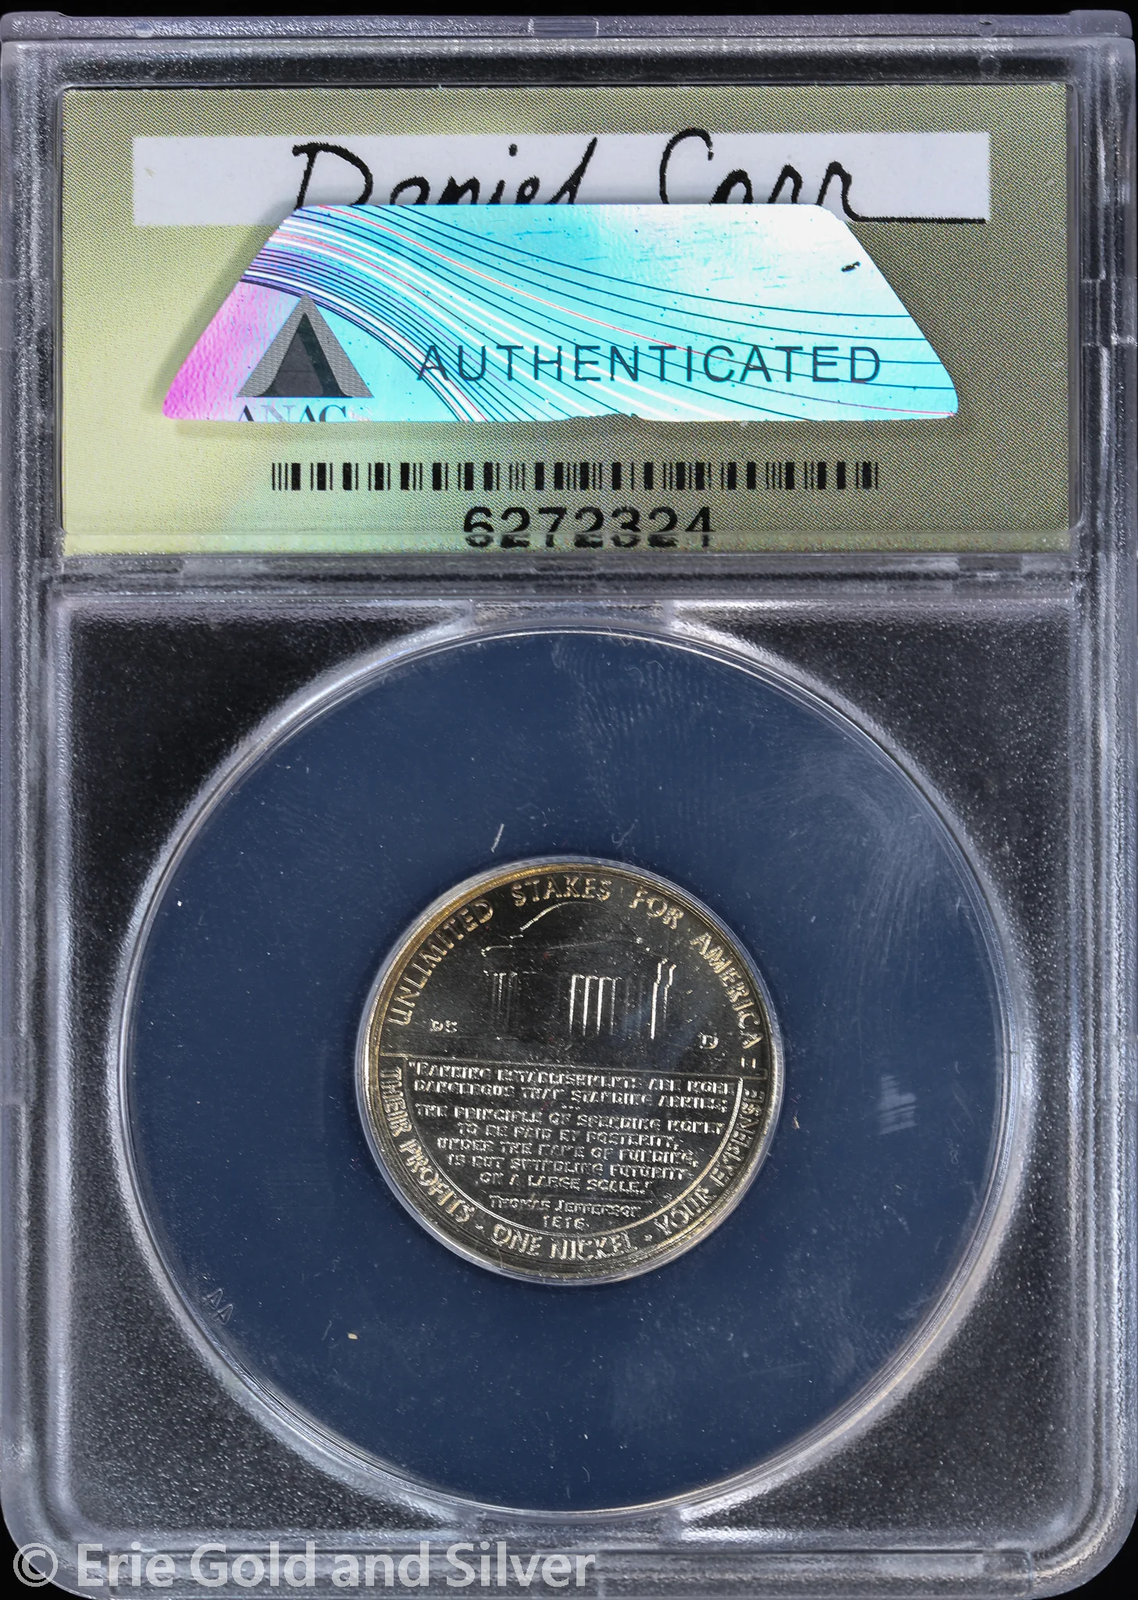 Daniel Carr
AUTHENTICATED
ANACS
6272324
UNLIMITED STAKES FOR AMERICA
DC
D
"BANKING ESTABLISHMENTS ARE MORE
DANGEROUS THAT STANDING ARMIES;
...
THE PRINCIPLE OF SPENDING MONEY
TO BE PAID BY POSTERITY,
UNDER THE NAME OF FUNDING,
IS BUT SWINDLING FUTURITY
ON A LARGE SCALE."
THOMAS JEFFERSON
1816
THEIR PROFITS · ONE NICKEL · YOUR EXPENSE
AA
© Erie Gold and Silver